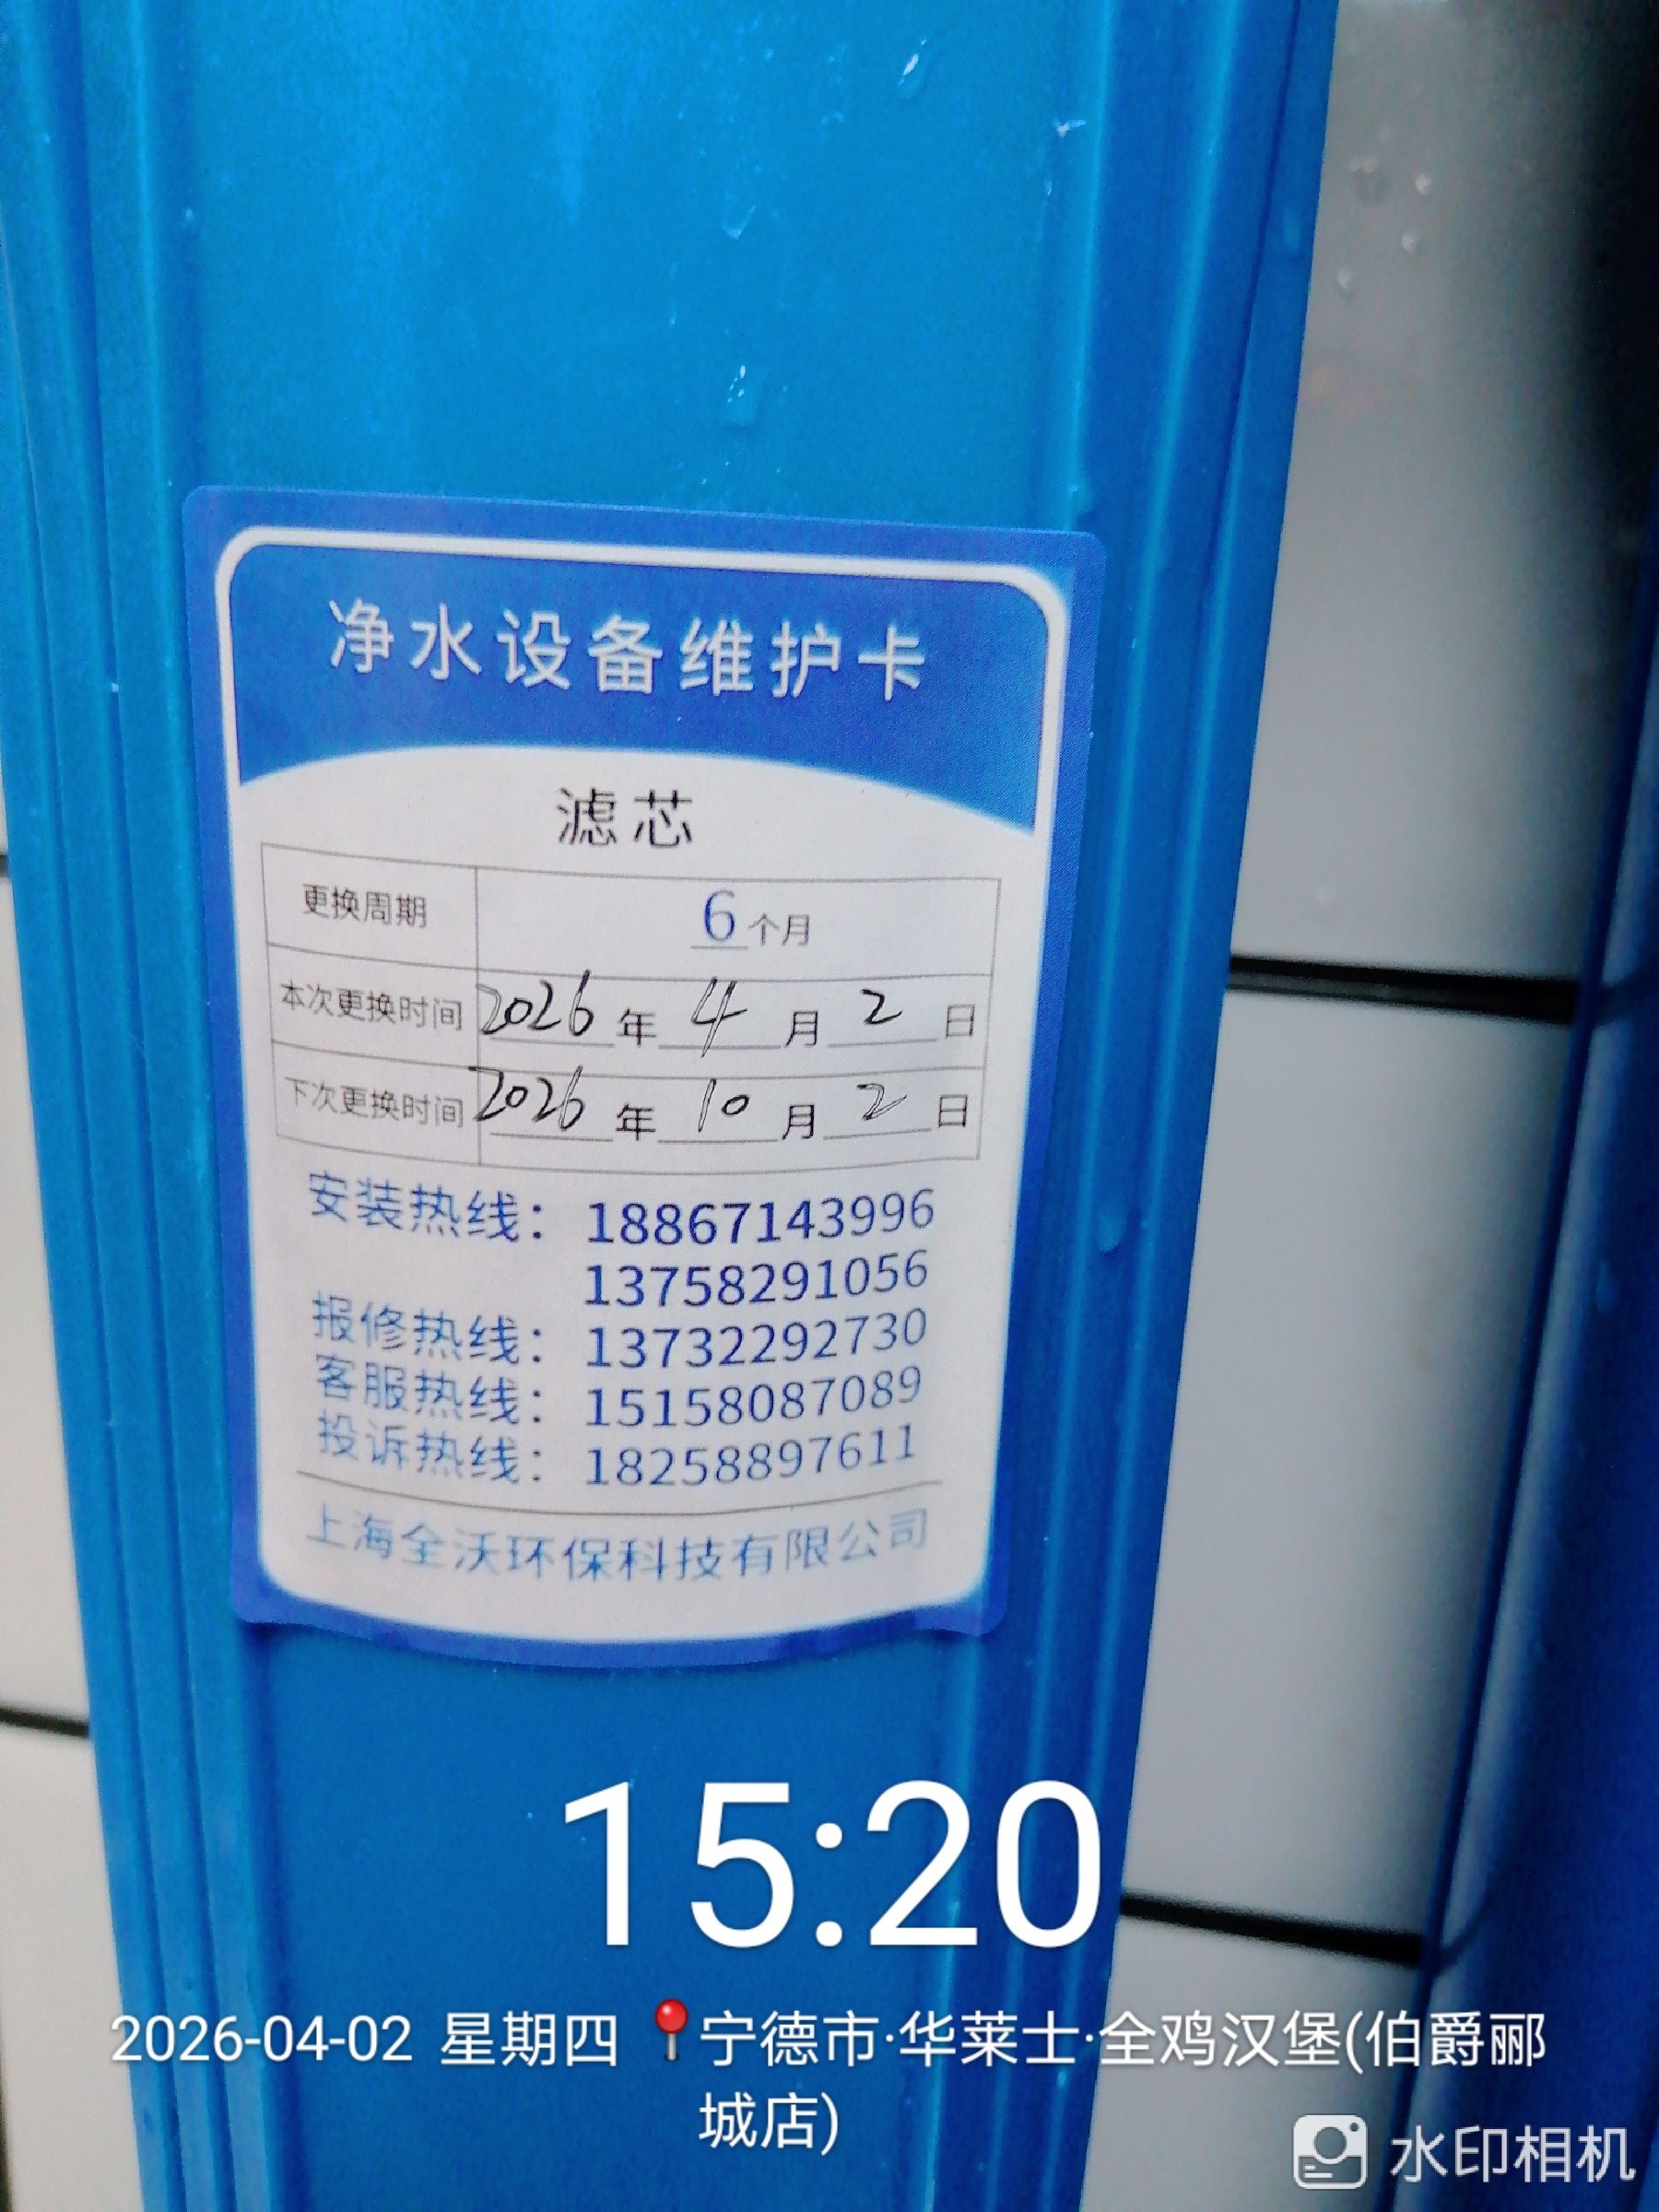 净水设备维护卡
滤芯
更换周期 6个月
本次更换时间 2026年4月2日
下次更换时间 2026年10月2日
安装热线：18867143996
13758291056
报修热线：13732292730
客服热线：15158087089
投诉热线：18258897611
上海全沃环保科技有限公司
15:20
2026-04-02 星期四 宁德市·华莱士·全鸡汉堡(伯爵郦
城店)
水印相机